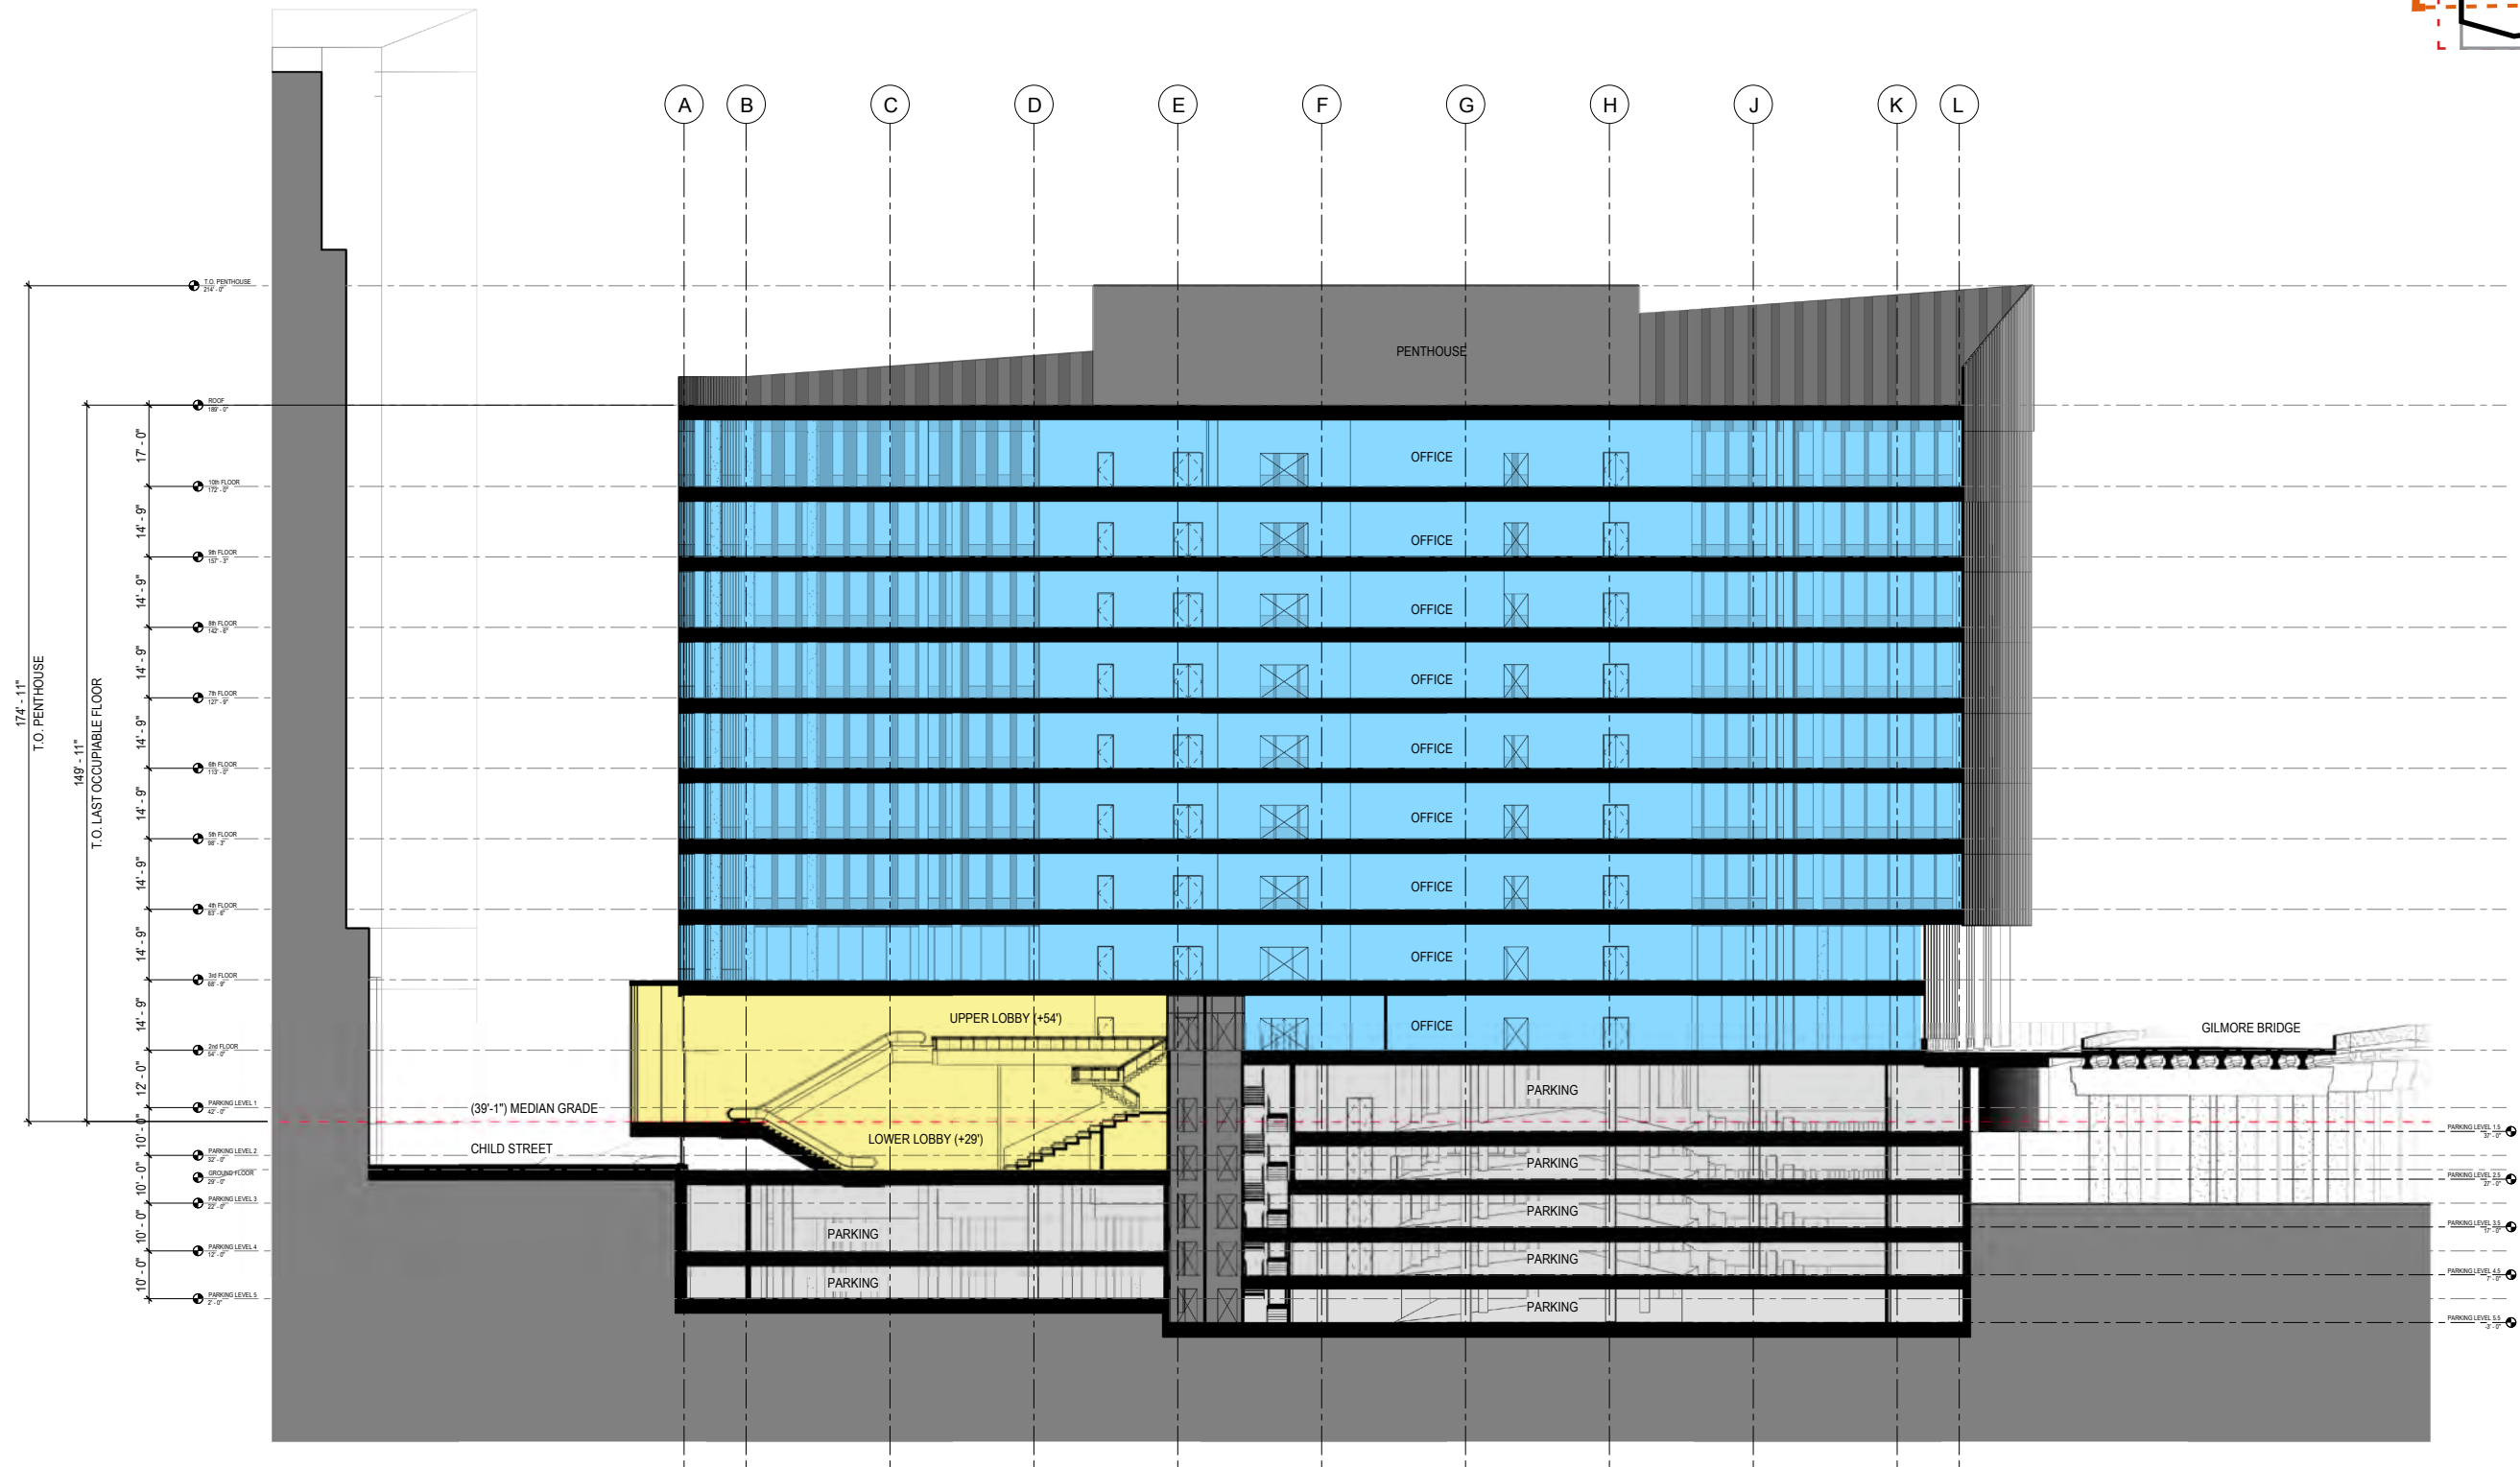 A B C D E F G H J K L
T.O. PENTHOUSE
214' - 0"
PENTHOUSE
ROOF
189' - 0"
17' - 0"
OFFICE
10th FLOOR
172' - 0"
14' - 9"
OFFICE
9th FLOOR
157' - 3"
14' - 9"
OFFICE
8th FLOOR
142' - 6"
14' - 9"
OFFICE
7th FLOOR
127' - 9"
14' - 9"
OFFICE
6th FLOOR
113' - 0"
14' - 9"
OFFICE
5th FLOOR
98' - 3"
14' - 9"
OFFICE
4th FLOOR
83' - 6"
14' - 9"
OFFICE
3rd FLOOR
68' - 9"
14' - 9"
UPPER LOBBY (+54')
OFFICE
GILMORE BRIDGE
2nd FLOOR
54' - 0"
12' - 0"
PARKING
PARKING LEVEL 1
42' - 0"
(39'-1") MEDIAN GRADE
10' - 0"
PARKING LEVEL 1.5
37' - 0"
LOWER LOBBY (+29')
CHILD STREET
PARKING LEVEL 2
32' - 0"
PARKING
GROUND FLOOR
29' - 0"
10' - 0"
PARKING LEVEL 2.5
27' - 0"
PARKING LEVEL 3
22' - 0"
PARKING
10' - 0"
PARKING LEVEL 3.5
17' - 0"
PARKING
PARKING LEVEL 4
12' - 0"
PARKING
10' - 0"
PARKING LEVEL 4.5
7' - 0"
PARKING
PARKING LEVEL 5
2' - 0"
PARKING
PARKING LEVEL 5.5
-3' - 0"
174' - 11"
T.O. PENTHOUSE
149' - 11"
T.O. LAST OCCUPIABLE FLOOR